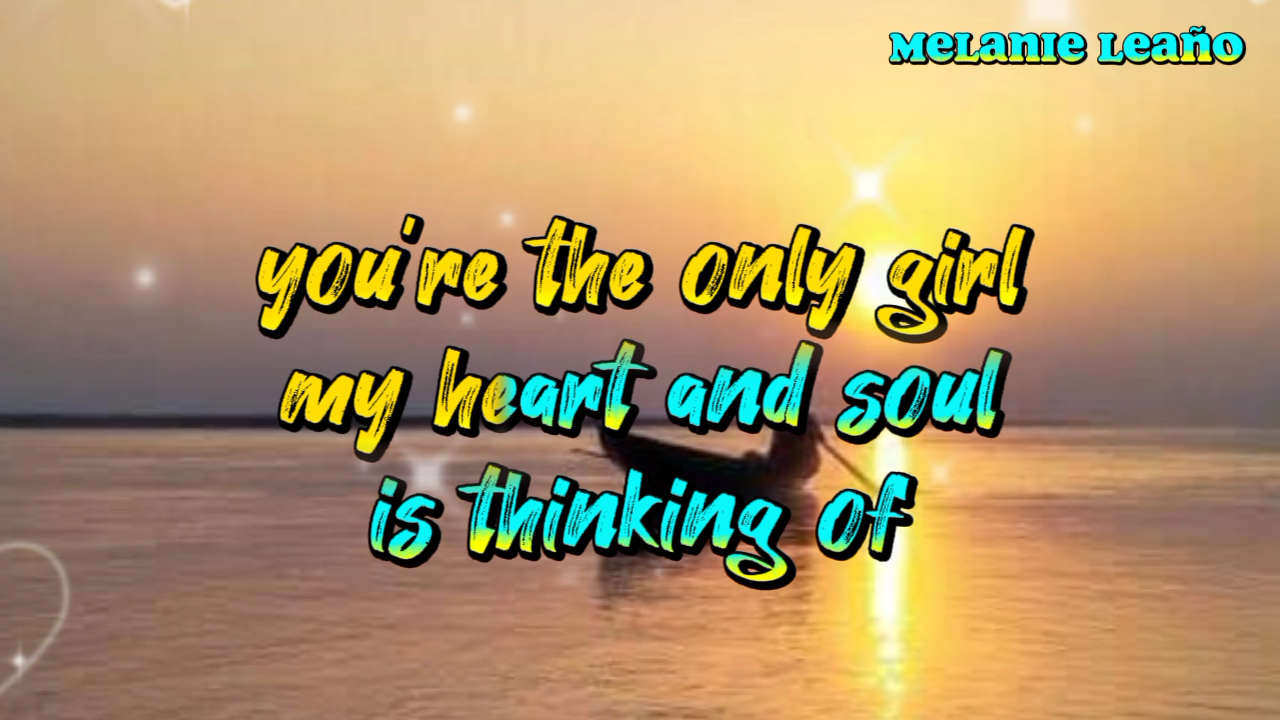 MELANIE LEAÑO
you're the only girl
my heart and soul
is thinking of